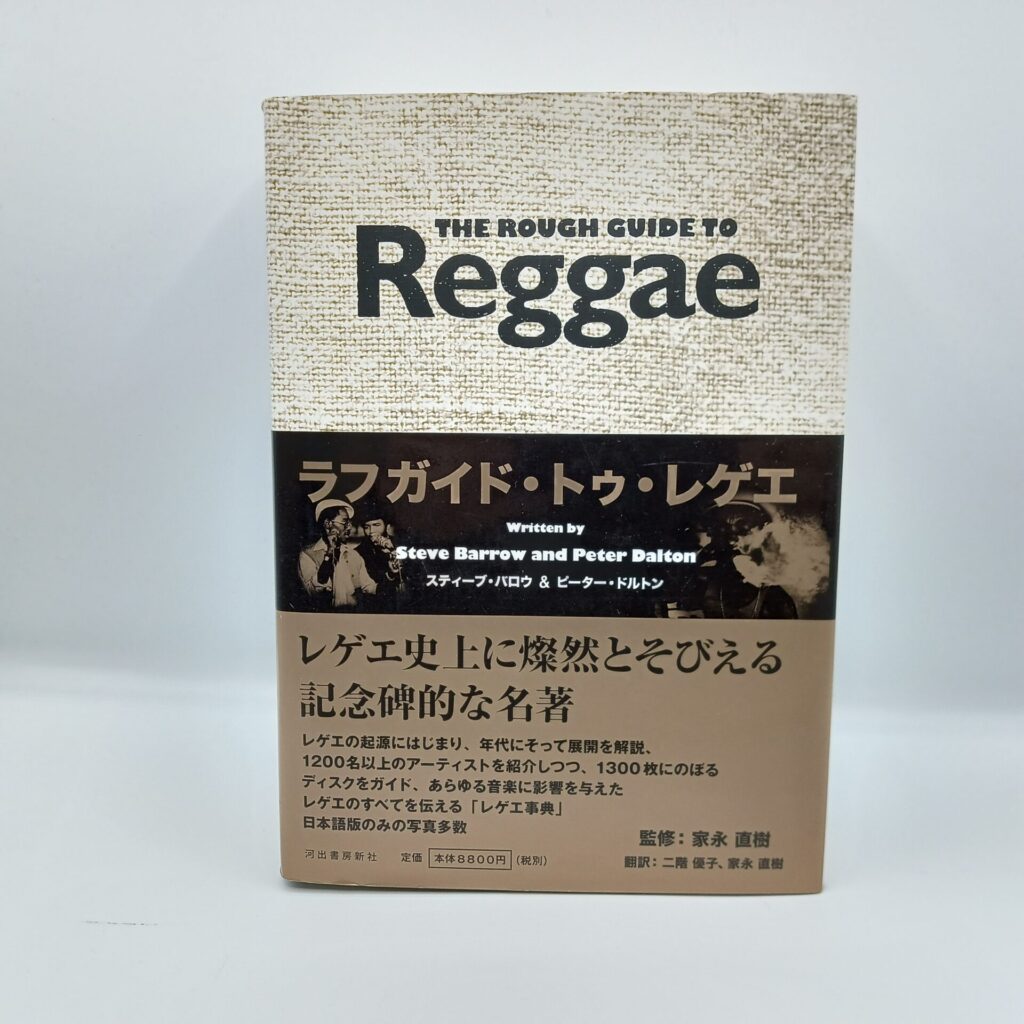 THE ROUGH GUIDE TO
Reggae
ラフガイド・トゥ・レゲエ
Written by
Steve Barrow and Peter Dalton
スティーブ・バロウ & ピーター・ドルトン
レゲエ史上に燦然とそびえる
記念碑的な名著
レゲエの起源にはじまり、年代にそって展開を解説、
1200名以上のアーティストを紹介しつつ、1300枚にのぼる
ディスクをガイド、あらゆる音楽に影響を与えた
レゲエのすべてを伝える「レゲエ事典」
日本語版のみの写真多数
監修：家永 直樹
翻訳：二階 優子、家永 直樹
河出書房新社 定価 本体8800円（税別）